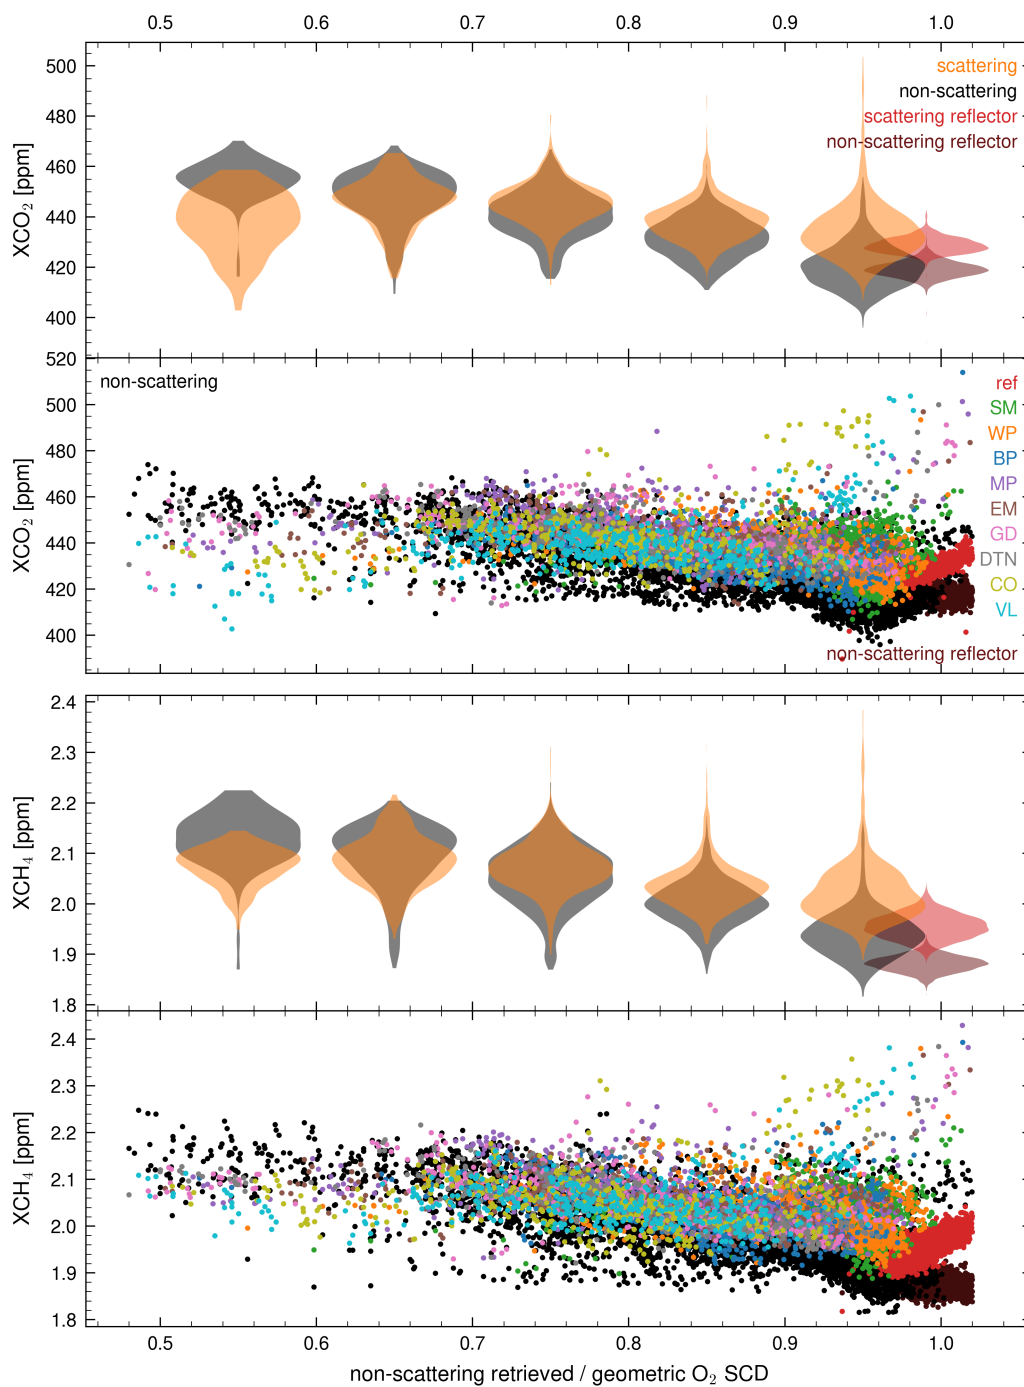 0.5 0.6 0.7 0.8 0.9 1.0
XCO₂ [ppm]
500
480
460
440
420
400
scattering
non-scattering
scattering reflector
non-scattering reflector
XCO₂ [ppm]
520
500
480
460
440
420
400
non-scattering
ref
SM
WP
BP
MP
EM
GD
DTN
CO
VL
non-scattering reflector
XCH₄ [ppm]
2.4
2.3
2.2
2.1
2.0
1.9
1.8
XCH₄ [ppm]
2.4
2.3
2.2
2.1
2.0
1.9
1.8
0.5 0.6 0.7 0.8 0.9 1.0
non-scattering retrieved / geometric O₂ SCD